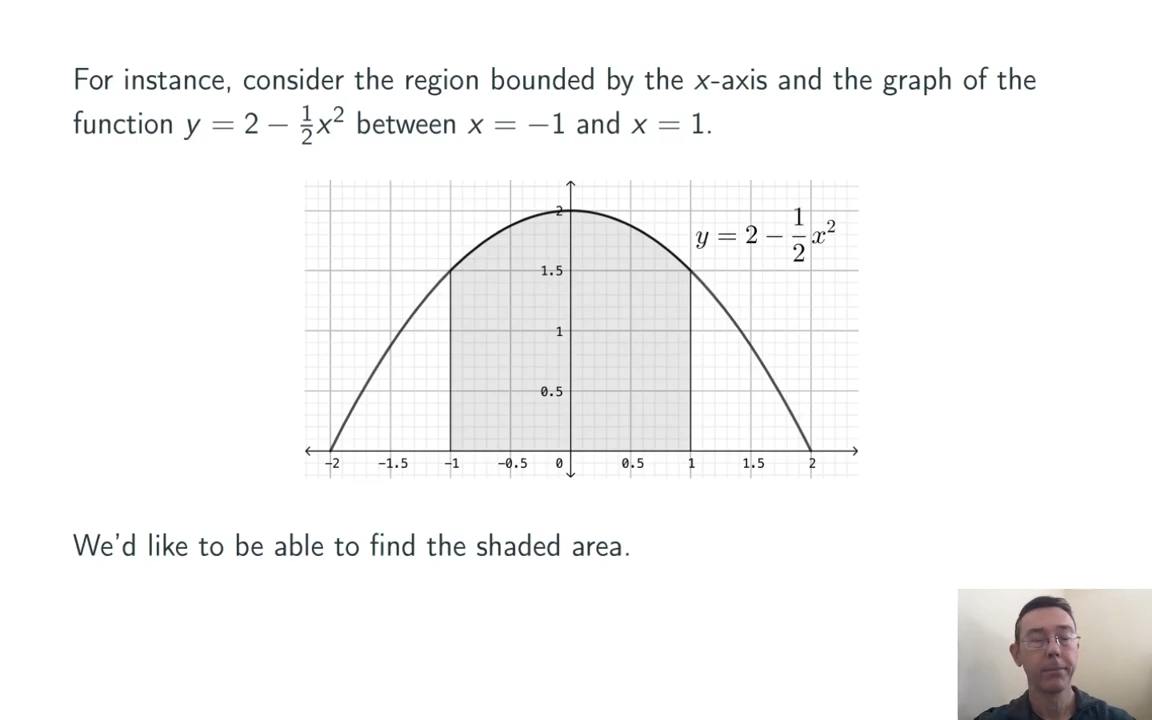 For instance, consider the region bounded by the x-axis and the graph of the
function y = 2 − ½x² between x = −1 and x = 1.
y = 2 − 1/2 x²
2
1.5
1
0.5
−2 −1.5 −1 −0.5 0 0.5 1 1.5 2
We'd like to be able to find the shaded area.